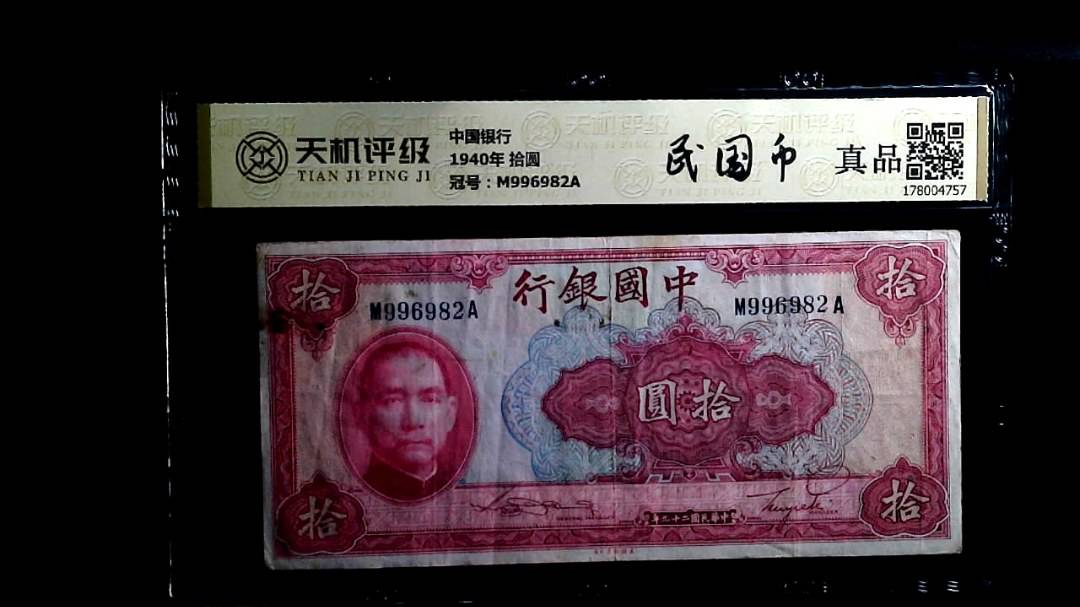 天机评级
TIAN JI PING JI
中国银行
1940年 拾圆
冠号：M996982A
民国币
真品
178004757
行銀國中
拾
拾
M996982A
M996982A
圓拾
拾
拾
年九十二國民華中